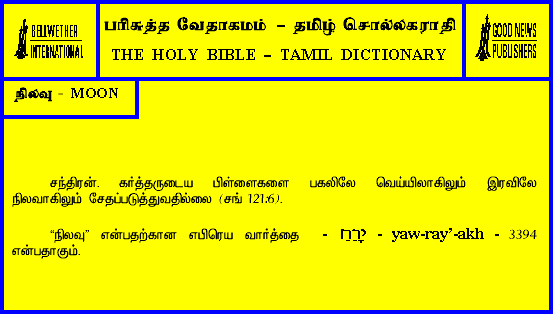 BELLWETHER
INTERNATIONAL
பரிசுத்த வேதாகமம் – தமிழ் சொல்லகராதி
THE HOLY BIBLE – TAMIL DICTIONARY
GOOD NEWS
PUBLISHERS
நிலவு - MOON
சந்திரன். கர்த்தருடைய பிள்ளைகளை பகலிலே வெய்யிலாகிலும் இரவிலே
நிலவாகிலும் சேதப்படுத்துவதில்லை (சங் 121:6).
“நிலவு” என்பதற்கான எபிரெய வார்த்தை - יָרֵחַ - yaw-ray’-akh - 3394
என்பதாகும்.